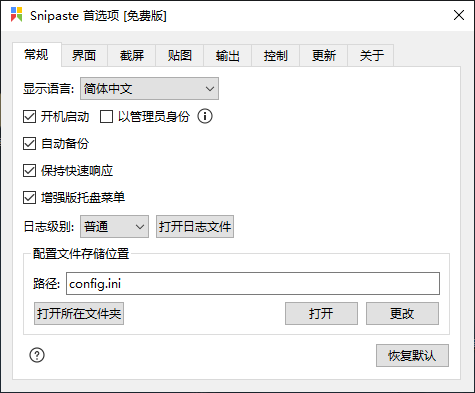 Snipaste 首选项 [免费版]
常规 界面 截屏 贴图 输出 控制 更新 关于
显示语言: 简体中文
开机启动 以管理员身份
自动备份
保持快速响应
增强版托盘菜单
日志级别: 普通 打开日志文件
配置文件存储位置
路径: config.ini
打开所在文件夹 打开 更改
恢复默认